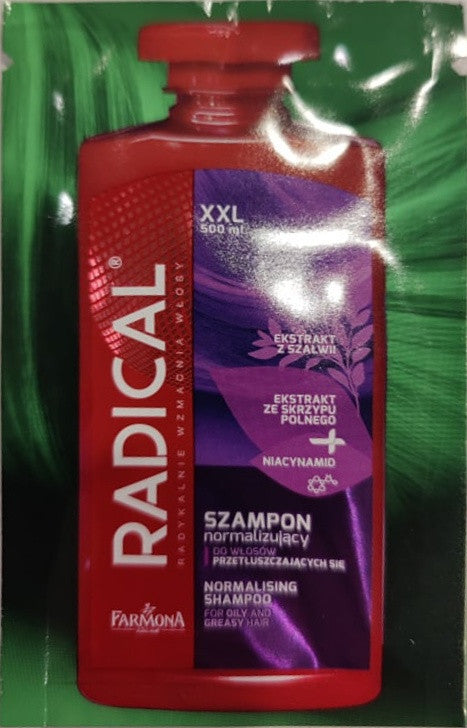 RADICAL®
RADYKALNIE WZMACNIA WŁOSY
XXL
500 ml
EKSTRAKT
Z SZAŁWII
EKSTRAKT
ZE SKRZYPU
POLNEGO
+
NIACYNAMID
SZAMPON
normalizujący
DO WŁOSÓW
PRZETŁUSZCZAJĄCYCH SIĘ
NORMALISING
SHAMPOO
FOR OILY AND
GREASY HAIR
FARMONA